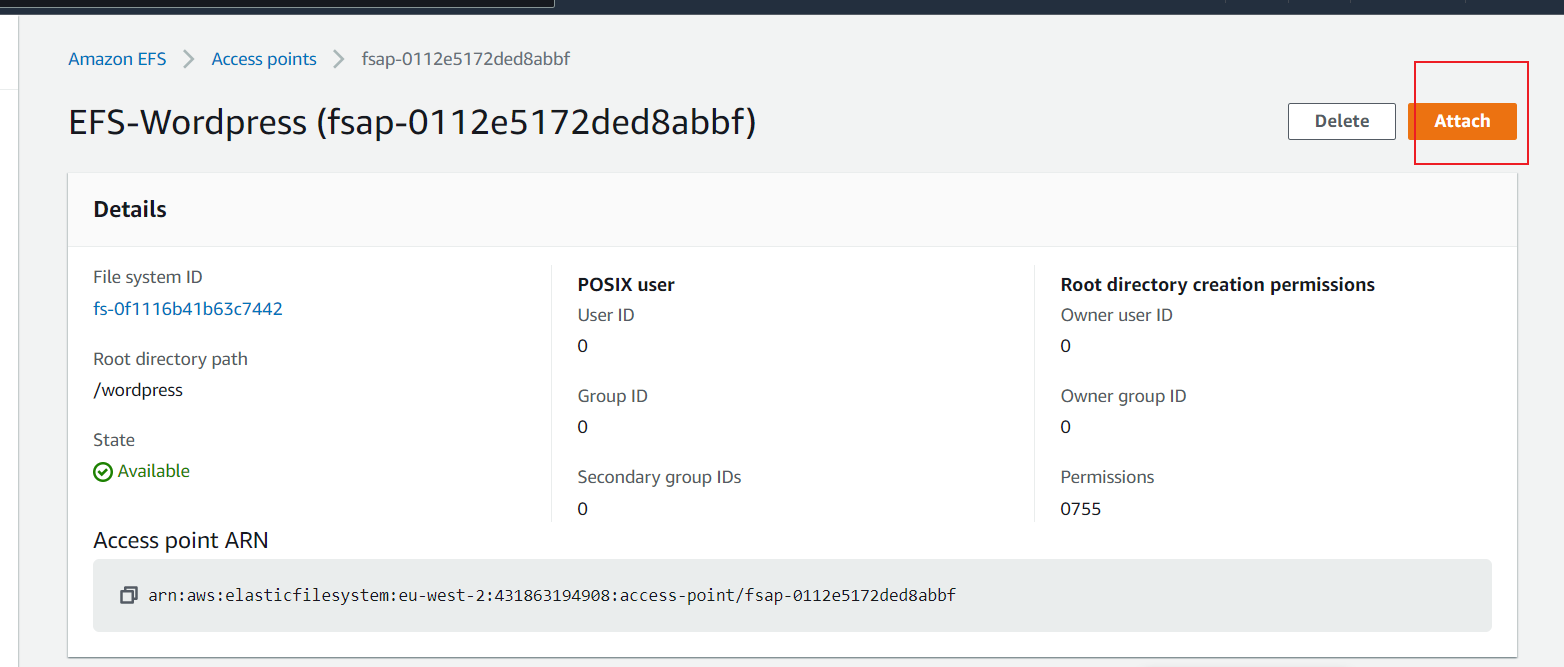 Amazon EFS > Access points > fsap-0112e5172ded8abbf
EFS-Wordpress (fsap-0112e5172ded8abbf)
Delete
Attach
Details
File system ID
fs-0f1116b41b63c7442
Root directory path
/wordpress
State
Available
POSIX user
User ID
0
Group ID
0
Secondary group IDs
0
Root directory creation permissions
Owner user ID
0
Owner group ID
0
Permissions
0755
Access point ARN
arn:aws:elasticfilesystem:eu-west-2:431863194908:access-point/fsap-0112e5172ded8abbf